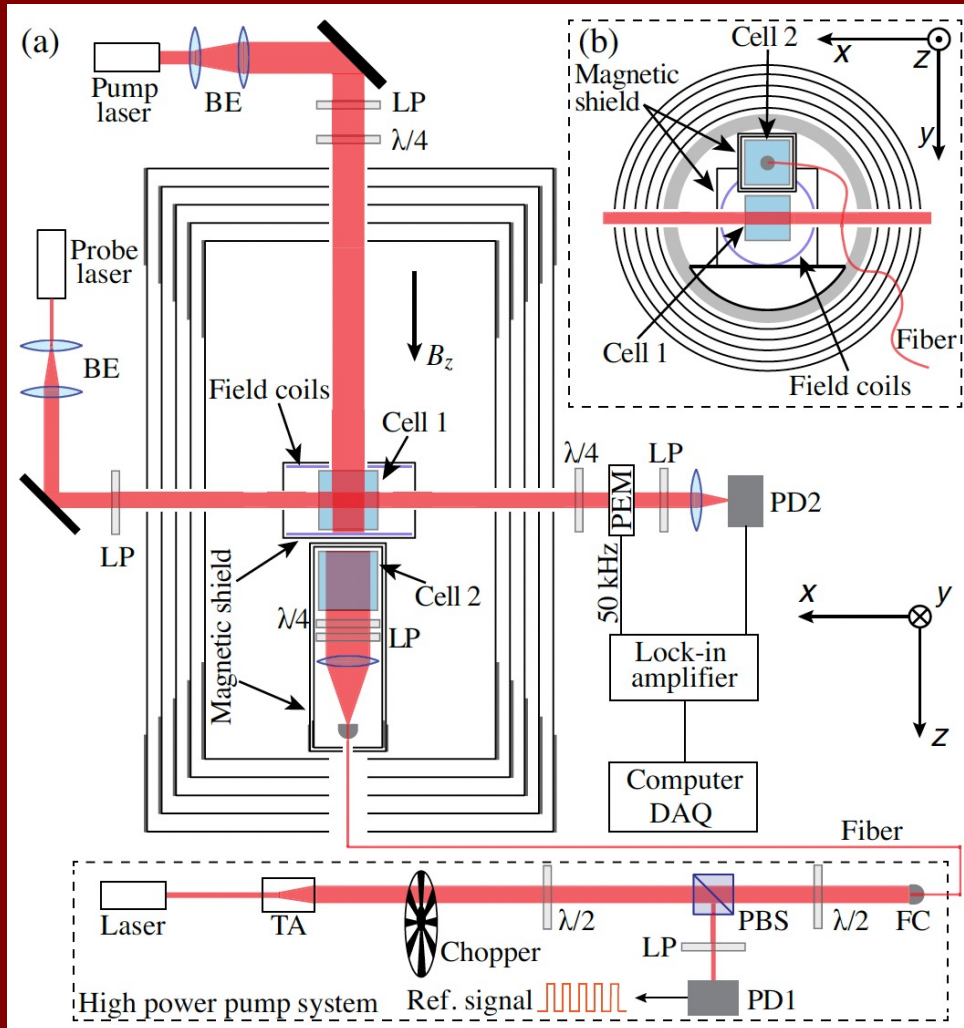 (a)
Pump
laser
BE
LP
λ/4
Probe
laser
BE
LP
B_z
Field coils
Cell 1
Magnetic shield
λ/4
Cell 2
LP
λ/4
LP
PEM
50 kHz
PD2
Lock-in
amplifier
Computer
DAQ
x
y
z
(b)
Cell 2
Magnetic
shield
x
z
y
Cell 1
Fiber
Field coils
Fiber
Laser
TA
Chopper
λ/2
PBS
λ/2
FC
LP
PD1
Ref. signal
High power pump system